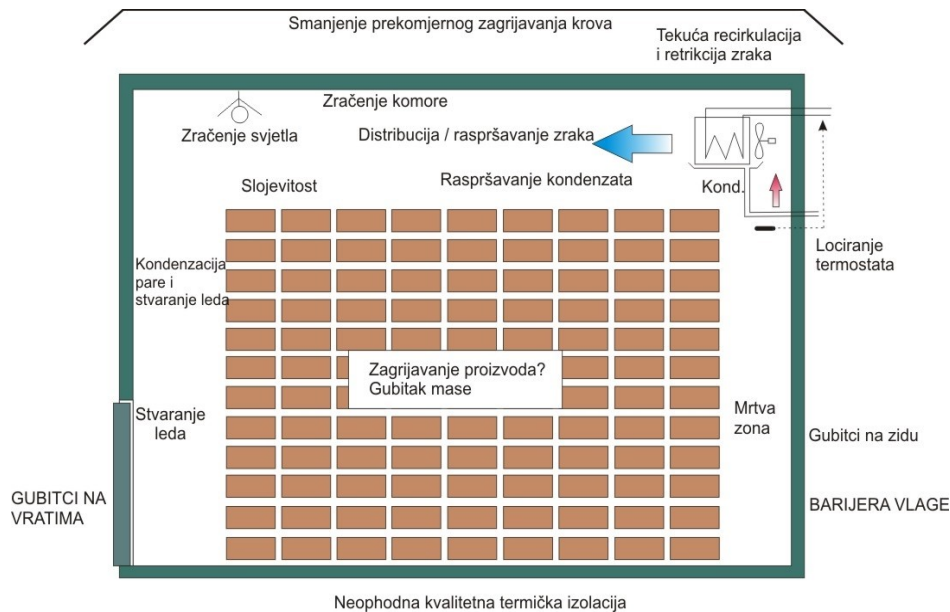 Smanjenje prekomjernog zagrijavanja krova
Tekuća recirkulacija
i retrikcija zraka
Zračenje komore
Zračenje svjetla
Distribucija / raspršavanje zraka
Slojevitost
Raspršavanje kondenzata
Kond.
Lociranje
termostata
Kondenzacija
pare i
stvaranje leda
Zagrijavanje proizvoda?
Gubitak mase
Stvaranje
leda
Mrtva
zona
Gubitci na zidu
GUBITCI NA
VRATIMA
BARIJERA VLAGE
Neophodna kvalitetna termička izolacija